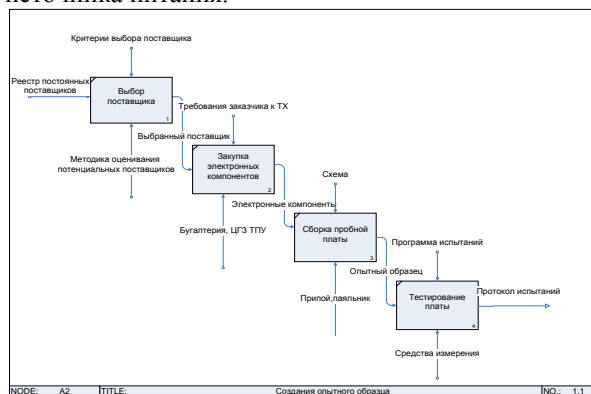 источника питания.
Критерии выбора поставщика
Реестр постоянных
поставщиков
Выбор
поставщика
1
Требования заказчика к ТХ
Выбранный поставщик
Методика оценивания
потенциальных поставщиков
Закупка
электронных
компонентов
2
Схема
Электронные компоненты
Бугалтерия, ЦГЗ ТПУ
Сборка пробной
платы
3
Программа испытаний
Опытный образец
Припой,паяльник
Тестирование
платы
4
Протокол испытаний
Средства измерения
NODE: A2 TITLE: Создания опытного образца NO.: 1.1